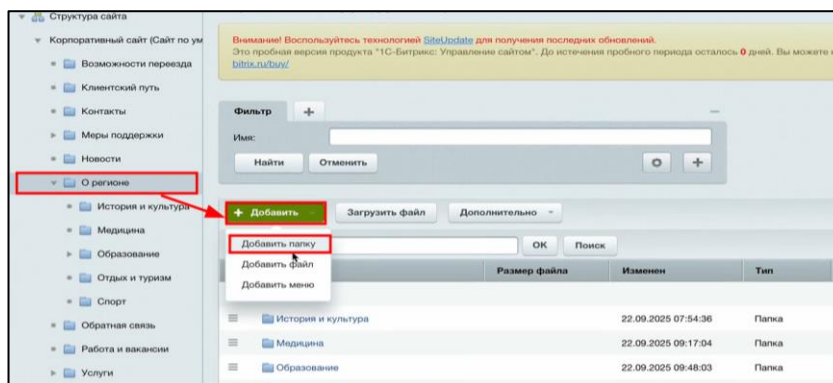 Структура сайта
Корпоративный сайт (Сайт по ум
Возможности переезда
Клиентский путь
Контакты
Меры поддержки
Новости
О регионе
История и культура
Медицина
Образование
Отдых и туризм
Спорт
Обратная связь
Работа и вакансии
Услуги
Внимание! Воспользуйтесь технологией SiteUpdate для получения последних обновлений.
Это пробная версия продукта "1С-Битрикс: Управление сайтом". До истечения пробного периода осталось 0 дней. Вы можете
bitrix.ru/buy/
Фильтр
Имя:
Найти Отменить
+ Добавить Загрузить файл Дополнительно
Добавить папку
Добавить файл
Добавить меню
OK Поиск
Размер файла Изменен Тип
История и культура 22.09.2025 07:54:36 Папка
Медицина 22.09.2025 09:17:04 Папка
Образование 22.09.2025 09:48:03 Папка